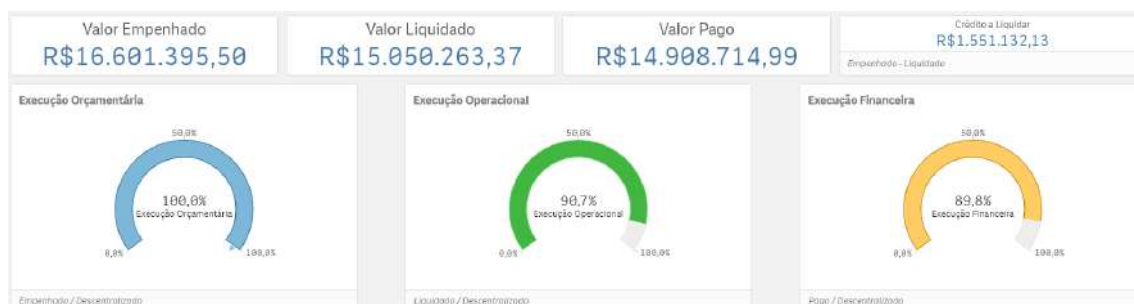 Valor Empenhado
R$16.601.395,50
Valor Liquidado
R$15.050.263,37
Valor Pago
R$14.908.714,99
Crédito a Liquidar
R$1.551.132,13
Empenhado - Liquidado
Execução Orçamentária
50,0%
100,0%
Execução Orçamentária
0,0%
100,0%
Empenhado / Descentralizado
Execução Operacional
50,0%
90,7%
Execução Operacional
0,0%
100,0%
Liquidado / Descentralizado
Execução Financeira
50,0%
89,8%
Execução Financeira
0,0%
100,0%
Pago / Descentralizado